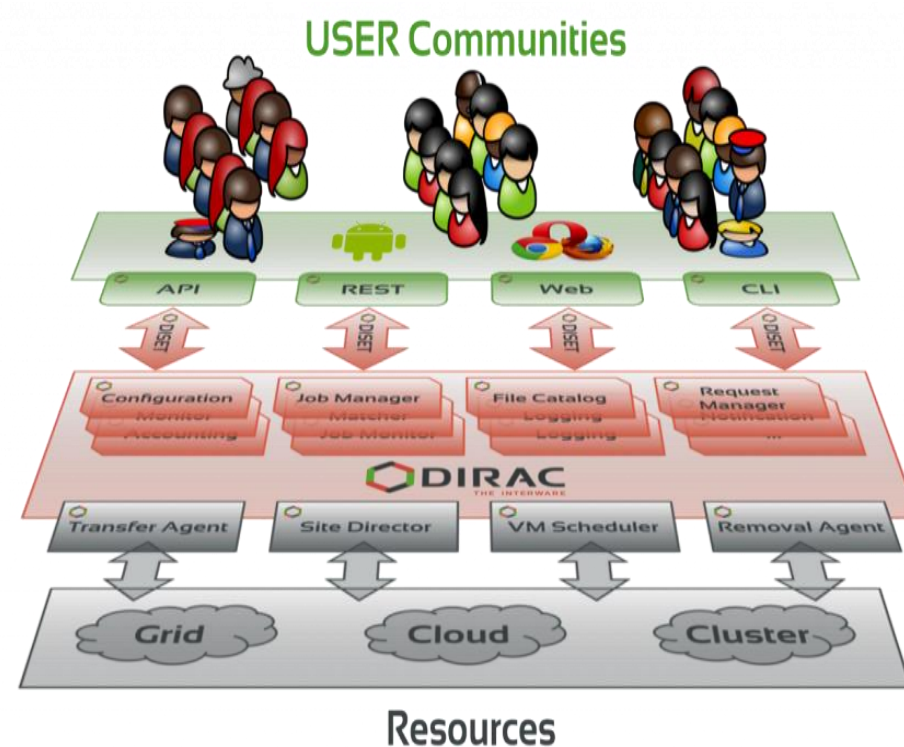 USER Communities
API
REST
Web
CLI
DISET
DISET
DISET
DISET
Configuration
Monitor
Accounting
Job Manager
Matcher
Job Monitor
File Catalog
Logging
Logging
Request
Manager
Notification
...
DIRAC
THE INTERWARE
Transfer Agent
Site Director
VM Scheduler
Removal Agent
Grid
Cloud
Cluster
Resources